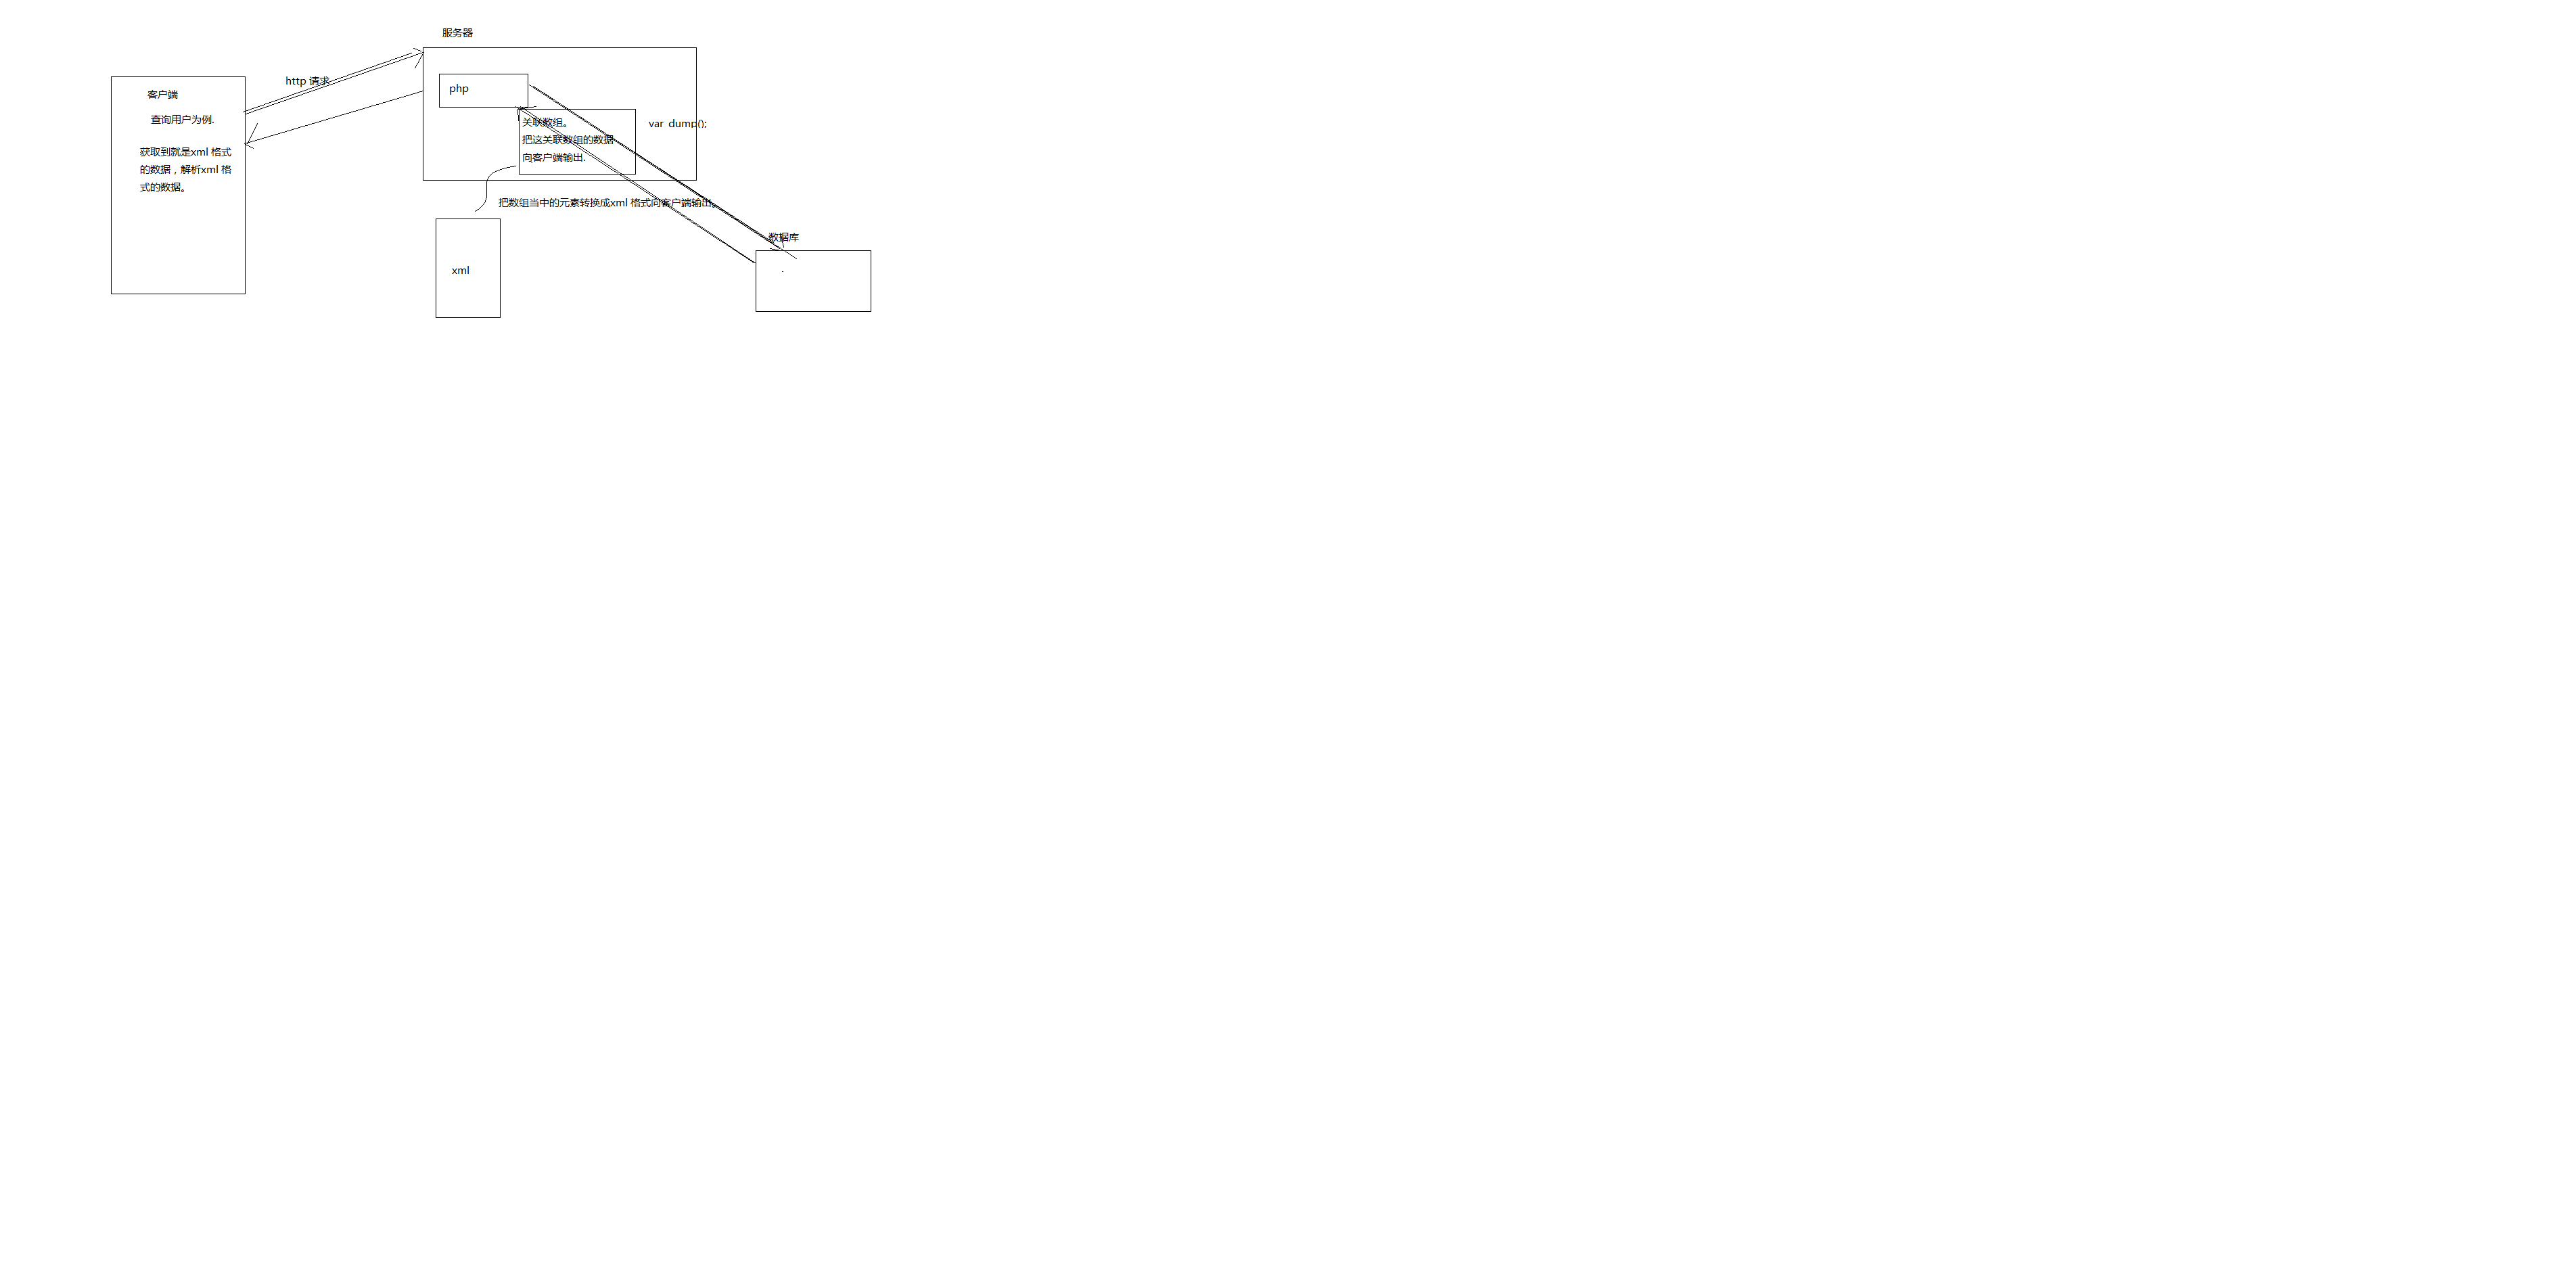 服务器
http 请求
客户端
查询用户为例.
获取到就是xml 格式
的数据，解析xml 格
式的数据。
php
关联数组。
把这关联数组的数据
向客户端输出.
var_dump();
把数组当中的元素转换成xml 格式向客户端输出。
xml
数据库